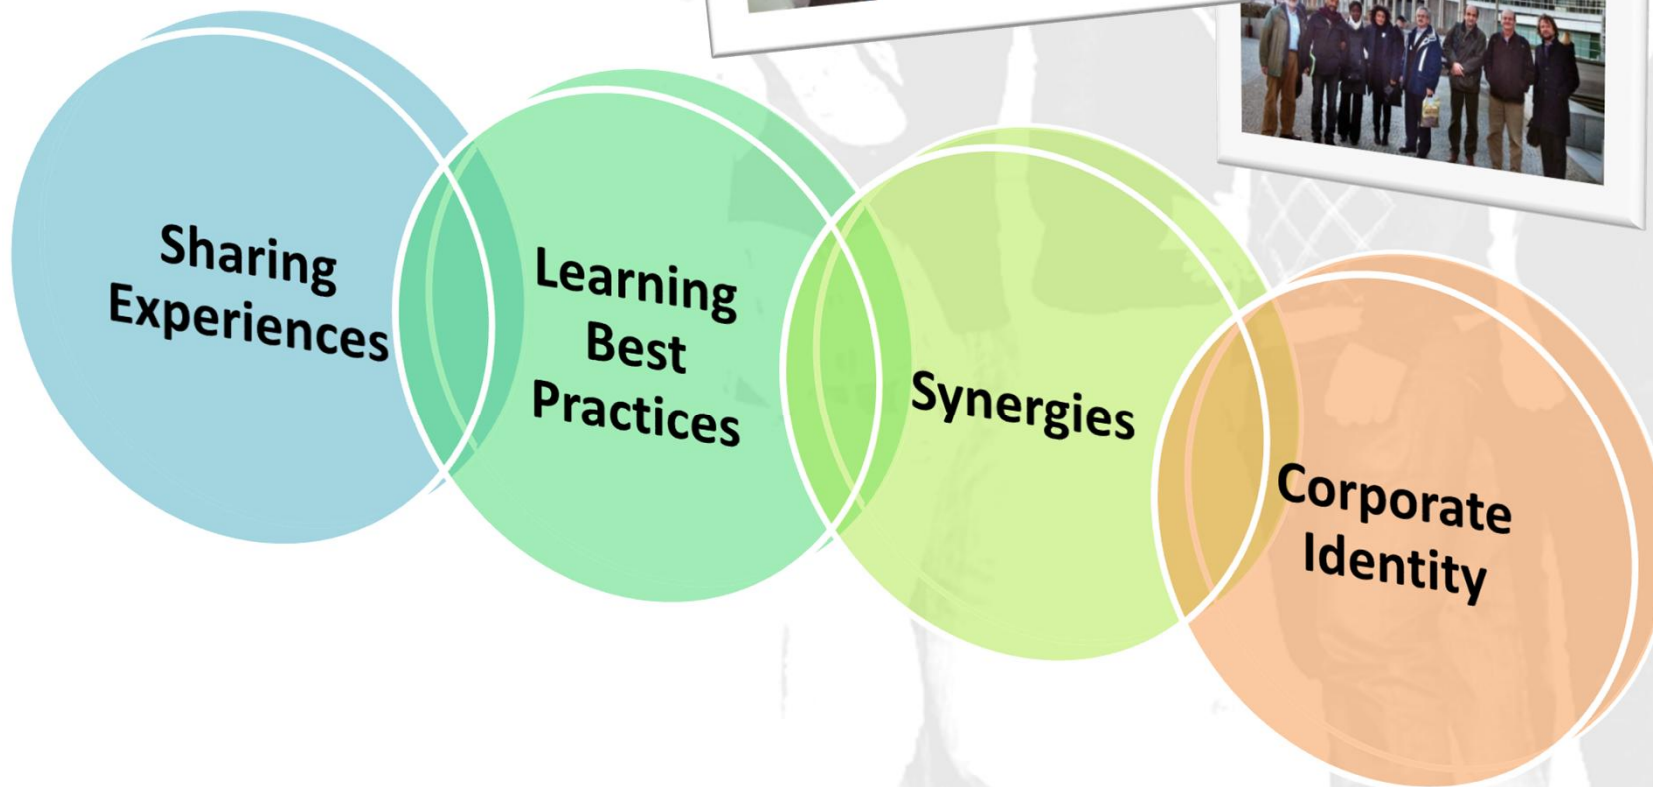 Sharing
Experiences
Learning
Best
Practices
Synergies
Corporate
Identity